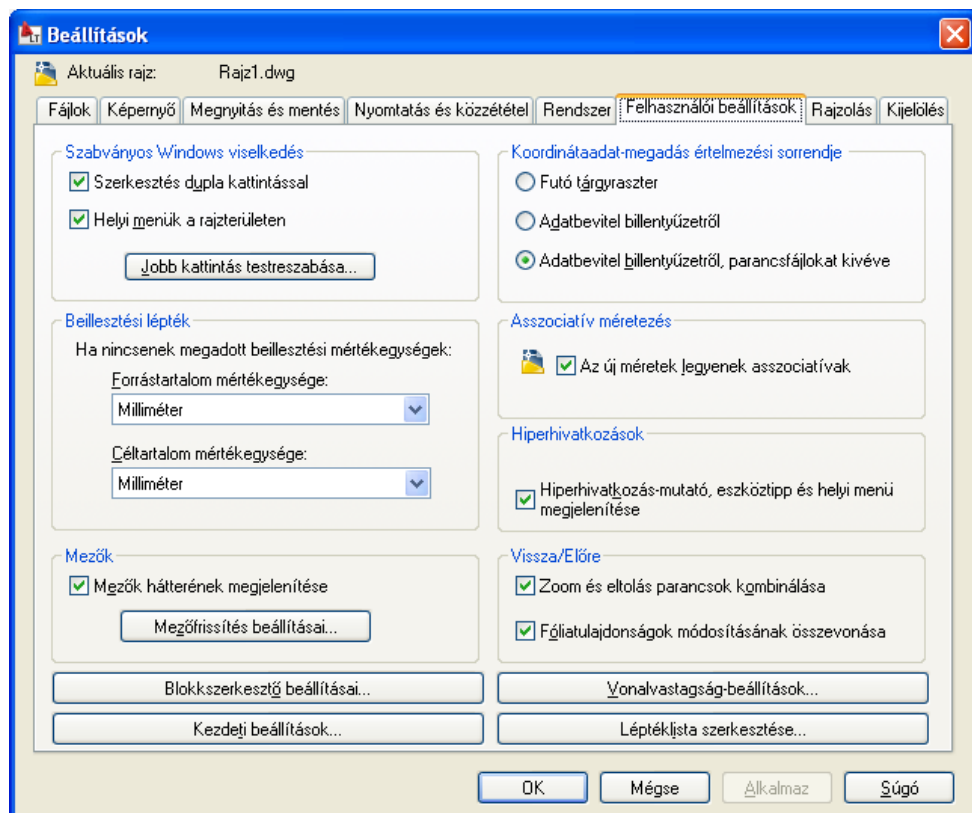 LT
Beállítások
Aktuális rajz: Rajz1.dwg
Fájlok Képernyő Megnyitás és mentés Nyomtatás és közzététel Rendszer Felhasználói beállítások Rajzolás Kijelölés
Szabványos Windows viselkedés
Szerkesztés dupla kattintással
Helyi menük a rajzterületen
Jobb kattintás testreszabása...
Koordinátaadat-megadás értelmezési sorrendje
Futó tárgyraszter
Adatbevitel billentyűzetről
Adatbevitel billentyűzetről, parancsfájlokat kivéve
Beillesztési lépték
Ha nincsenek megadott beillesztési mértékegységek:
Forrástartalom mértékegysége:
Milliméter
Céltartalom mértékegysége:
Milliméter
Asszociatív méretezés
Az új méretek legyenek asszociatívak
Hiperhivatkozások
Hiperhivatkozás-mutató, eszköztipp és helyi menü
megjelenítése
Mezők
Mezők hátterének megjelenítése
Mezőfrissítés beállításai...
Vissza/Előre
Zoom és eltolás parancsok kombinálása
Fóliatulajdonságok módosításának összevonása
Blokkszerkesztő beállításai...
Vonalvastagság-beállítások...
Kezdeti beállítások...
Léptéklista szerkesztése...
OK Mégse Alkalmaz Súgó